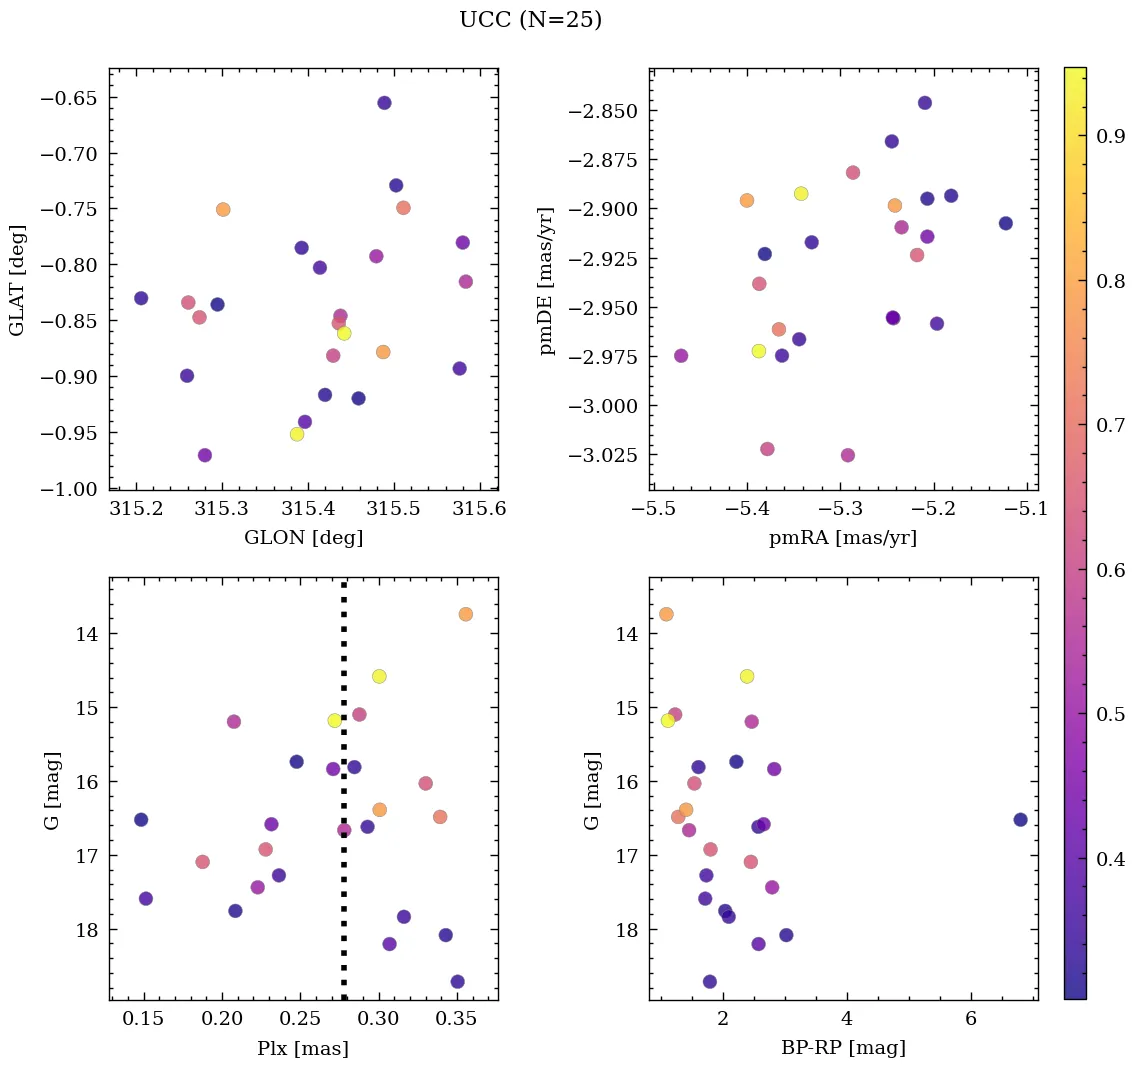 UCC (N=25)
−0.65
−0.70
−0.75
−0.80
−0.85
−0.90
−0.95
−1.00
GLAT [deg]
315.2 315.3 315.4 315.5 315.6
GLON [deg]
−2.850
−2.875
−2.900
−2.925
−2.950
−2.975
−3.000
−3.025
pmDE [mas/yr]
−5.5 −5.4 −5.3 −5.2 −5.1
pmRA [mas/yr]
14
15
16
17
18
G [mag]
0.15 0.20 0.25 0.30 0.35
Plx [mas]
14
15
16
17
18
G [mag]
2 4 6
BP-RP [mag]
0.9
0.8
0.7
0.6
0.5
0.4